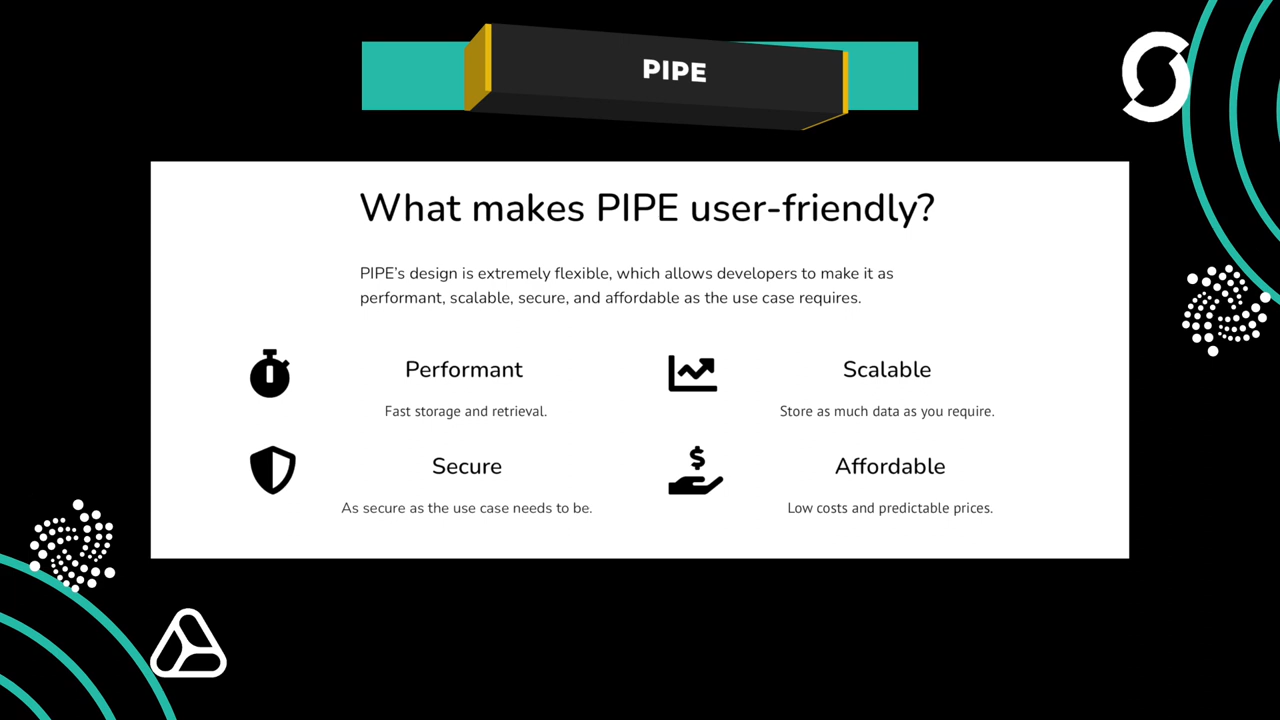 PIPE
What makes PIPE user-friendly?
PIPE's design is extremely flexible, which allows developers to make it as
performant, scalable, secure, and affordable as the use case requires.
Performant
Fast storage and retrieval.
Scalable
Store as much data as you require.
Secure
As secure as the use case needs to be.
Affordable
Low costs and predictable prices.